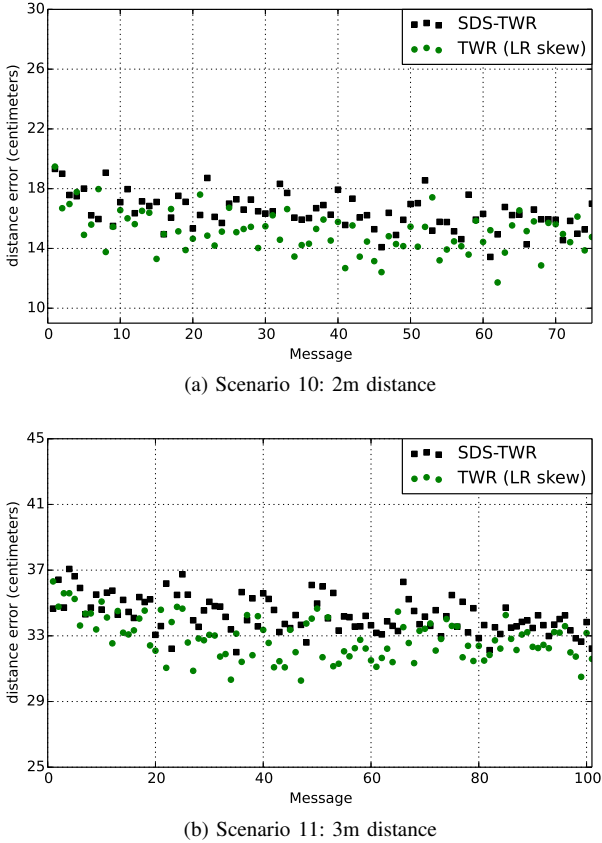 30
26
22
18
14
10
distance error (centimeters)
SDS-TWR
TWR (LR skew)
0 10 20 30 40 50 60 70
Message
(a) Scenario 10: 2m distance
45
41
37
33
29
25
distance error (centimeters)
SDS-TWR
TWR (LR skew)
0 20 40 60 80 100
Message
(b) Scenario 11: 3m distance